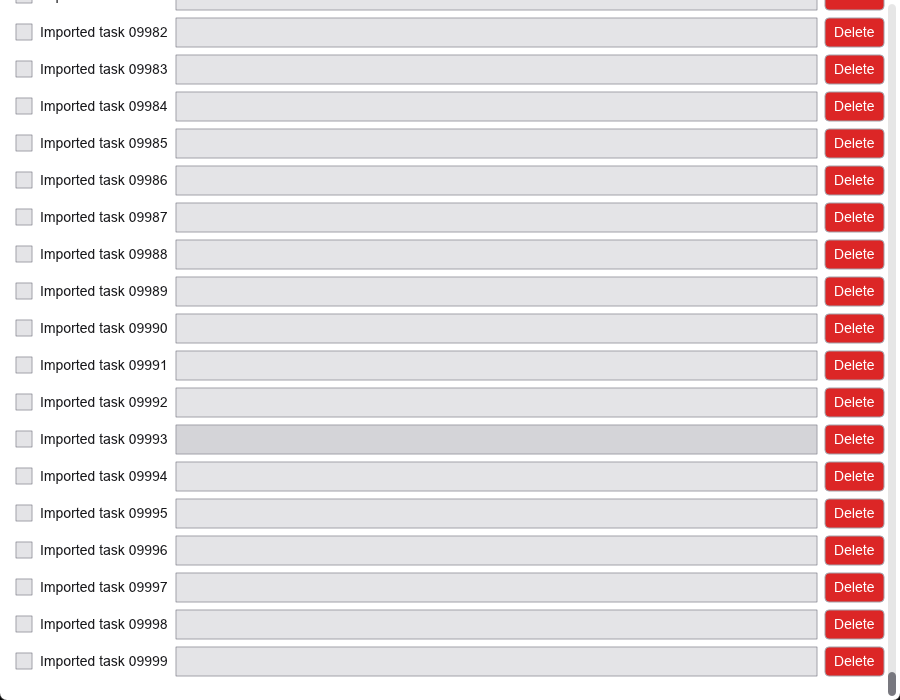 Imported task 09982 Delete
Imported task 09983 Delete
Imported task 09984 Delete
Imported task 09985 Delete
Imported task 09986 Delete
Imported task 09987 Delete
Imported task 09988 Delete
Imported task 09989 Delete
Imported task 09990 Delete
Imported task 09991 Delete
Imported task 09992 Delete
Imported task 09993 Delete
Imported task 09994 Delete
Imported task 09995 Delete
Imported task 09996 Delete
Imported task 09997 Delete
Imported task 09998 Delete
Imported task 09999 Delete